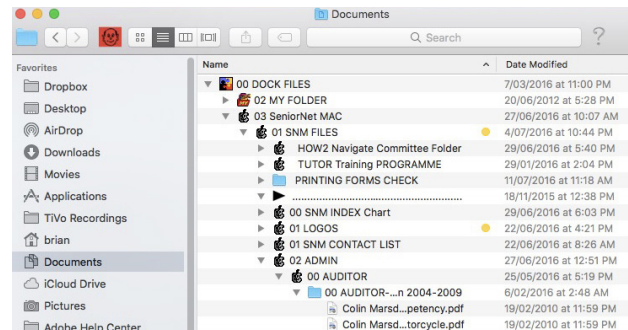 Documents
Search
?
Favorites
Dropbox
Desktop
AirDrop
Downloads
Movies
Applications
TiVo Recordings
brian
Documents
iCloud Drive
Pictures
Adobe Help Center
Name Date Modified
00 DOCK FILES 7/03/2016 at 11:00 PM
02 MY FOLDER 20/06/2012 at 5:28 PM
03 SeniorNet MAC 27/06/2016 at 10:07 AM
01 SNM FILES 4/07/2016 at 10:44 PM
HOW2 Navigate Committee Folder 29/06/2016 at 5:40 PM
TUTOR Training PROGRAMME 29/01/2016 at 2:04 PM
PRINTING FORMS CHECK 11/07/2016 at 11:18 AM
...................................................... 18/11/2015 at 12:38 PM
00 SNM INDEX Chart 29/06/2016 at 6:03 PM
01 LOGOS 22/06/2016 at 4:21 PM
01 SNM CONTACT LIST 22/06/2016 at 8:26 AM
02 ADMIN 27/06/2016 at 12:51 PM
00 AUDITOR 25/05/2016 at 5:19 PM
00 AUDITOR-...n 2004-2009 6/02/2016 at 2:48 AM
Colin Marsd...petency.pdf 19/02/2010 at 11:59 PM
Colin Marsd...torcycle.pdf 19/02/2010 at 11:59 PM